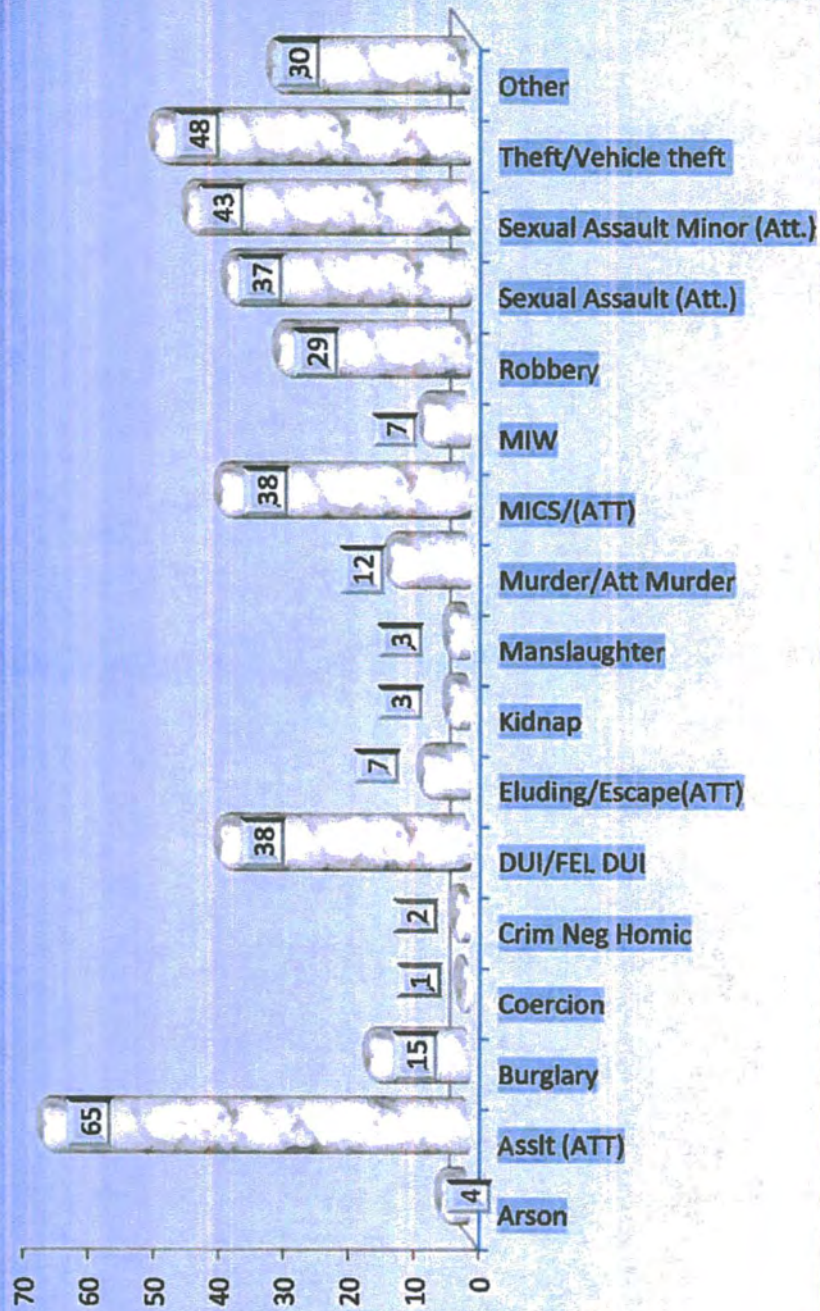 70
60
50
40
30
20
10
0
4
65
15
1
2
38
7
3
3
12
38
7
29
37
43
48
30
Arson
Asslt (ATT)
Burglary
Coercion
Crim Neg Homic
DUI/FEL DUI
Eluding/Escape(ATT)
Kidnap
Manslaughter
Murder/Att Murder
MICS/(ATT)
MIW
Robbery
Sexual Assault (Att.)
Sexual Assault Minor (Att.)
Theft/Vehicle theft
Other